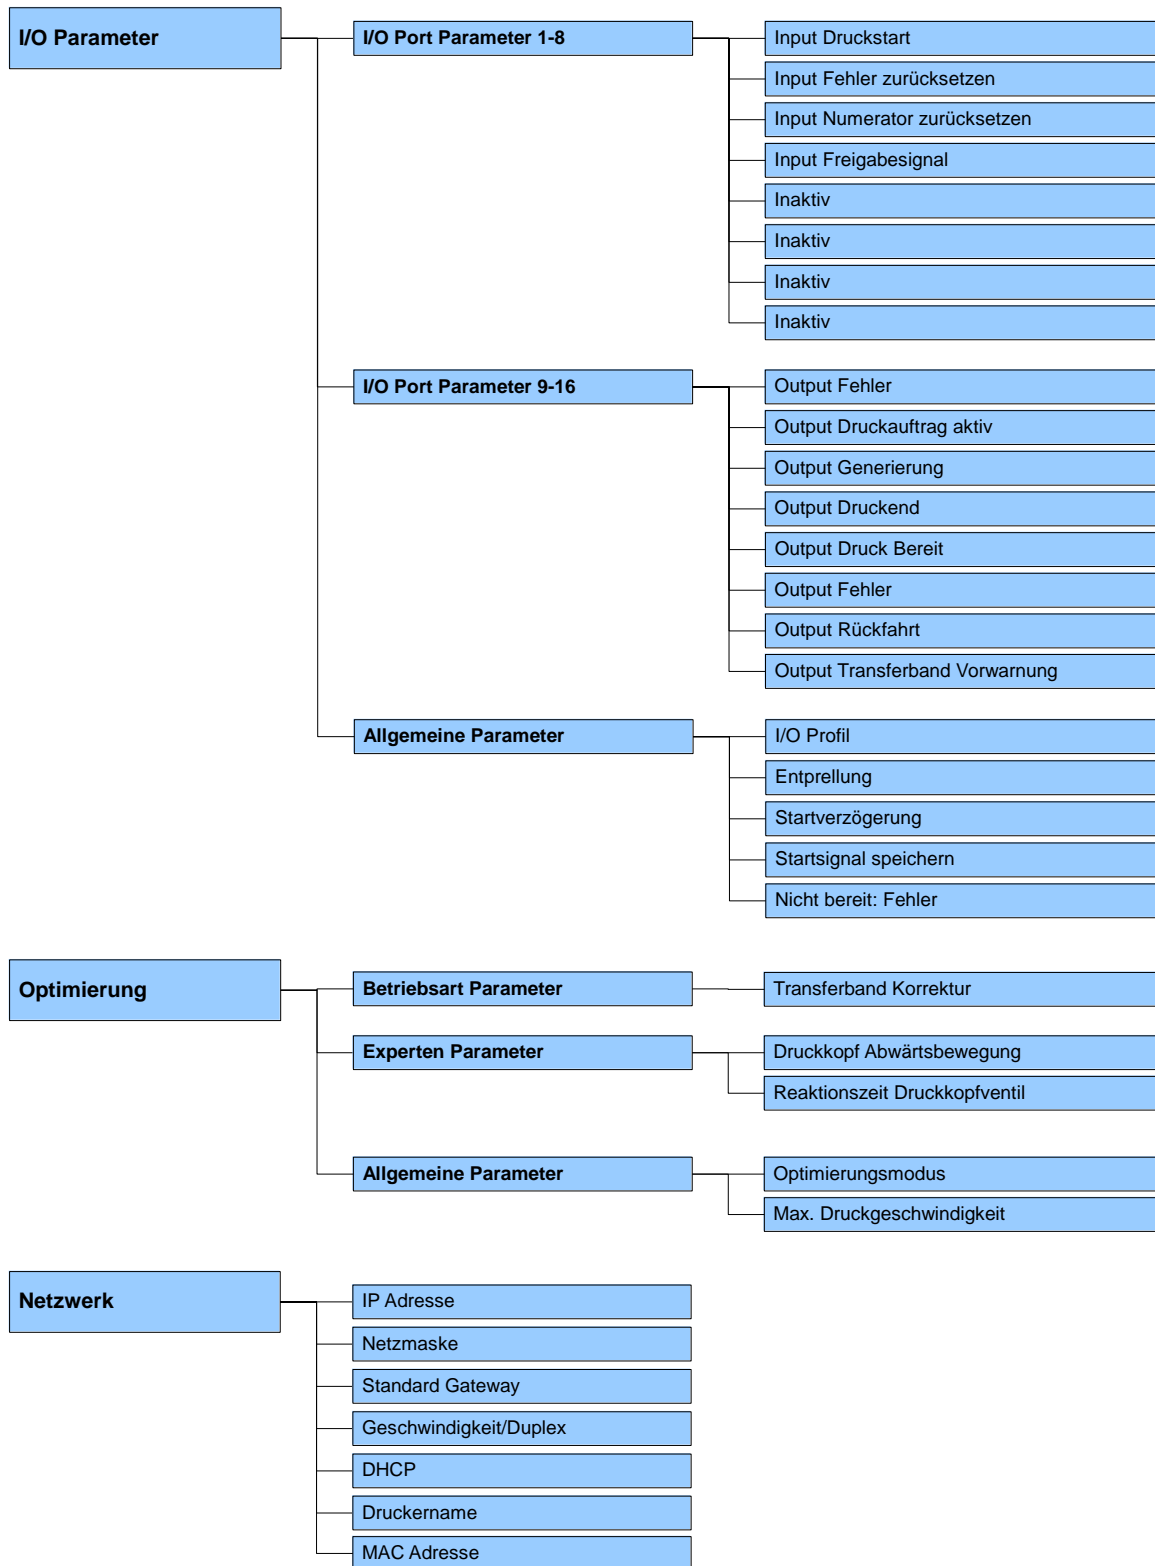 I/O Parameter
I/O Port Parameter 1-8
Input Druckstart
Input Fehler zurücksetzen
Input Numerator zurücksetzen
Input Freigabesignal
Inaktiv
Inaktiv
Inaktiv
Inaktiv
I/O Port Parameter 9-16
Output Fehler
Output Druckauftrag aktiv
Output Generierung
Output Druckend
Output Druck Bereit
Output Fehler
Output Rückfahrt
Output Transferband Vorwarnung
Allgemeine Parameter
I/O Profil
Entprellung
Startverzögerung
Startsignal speichern
Nicht bereit: Fehler
Optimierung
Betriebsart Parameter
Transferband Korrektur
Experten Parameter
Druckkopf Abwärtsbewegung
Reaktionszeit Druckkopfventil
Allgemeine Parameter
Optimierungsmodus
Max. Druckgeschwindigkeit
Netzwerk
IP Adresse
Netzmaske
Standard Gateway
Geschwindigkeit/Duplex
DHCP
Druckername
MAC Adresse